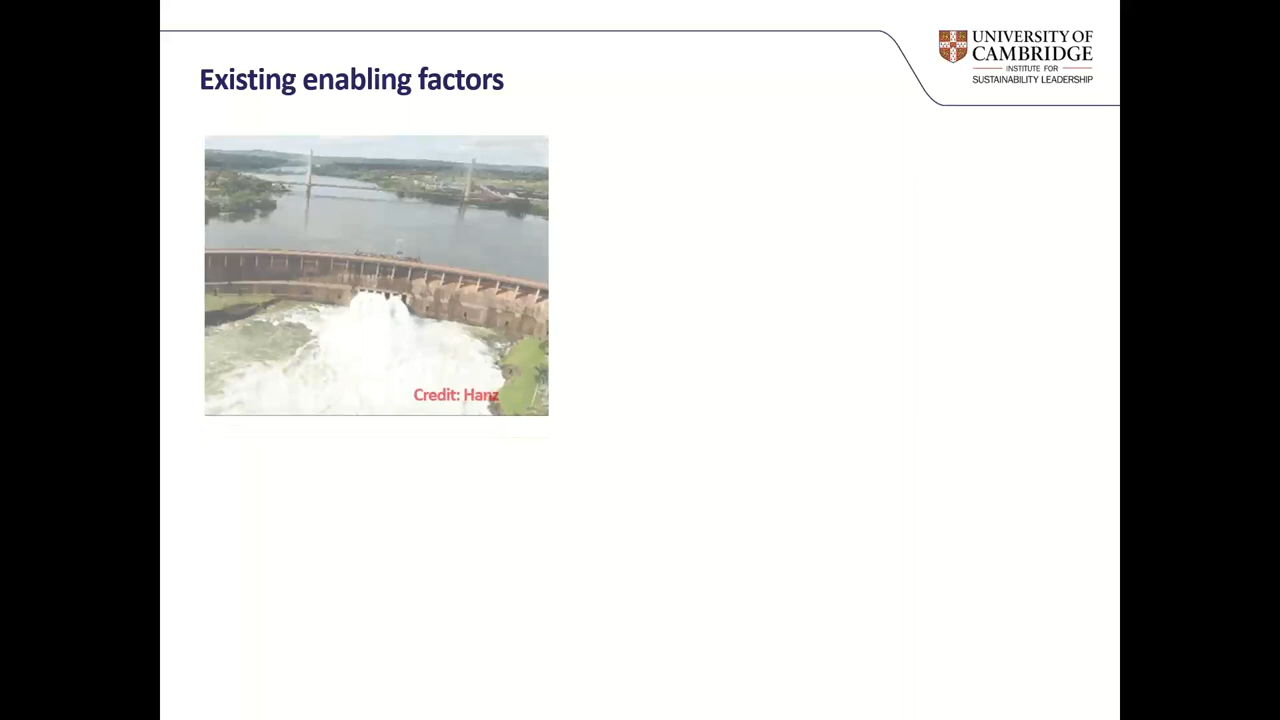 UNIVERSITY OF
CAMBRIDGE
INSTITUTE FOR
SUSTAINABILITY LEADERSHIP
Existing enabling factors
Credit: Hanz